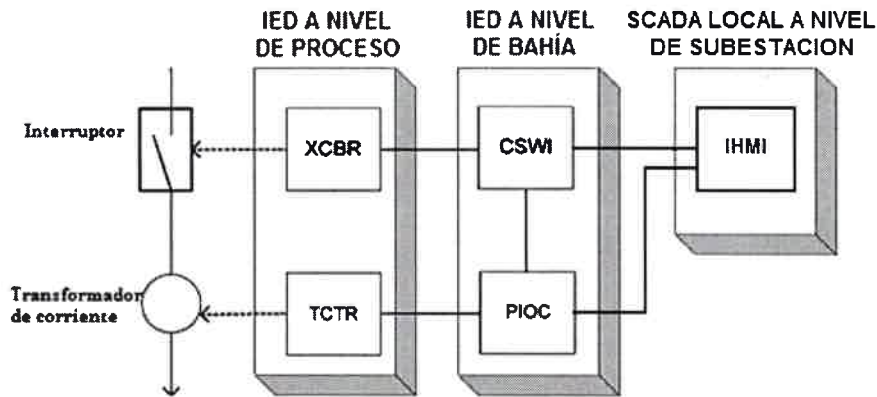 IED A NIVEL
DE PROCESO
IED A NIVEL
DE BAHÍA
SCADA LOCAL A NIVEL
DE SUBESTACION
Interruptor
XCBR
CSWI
IHMI
Transformador
de corriente
TCTR
PIOC